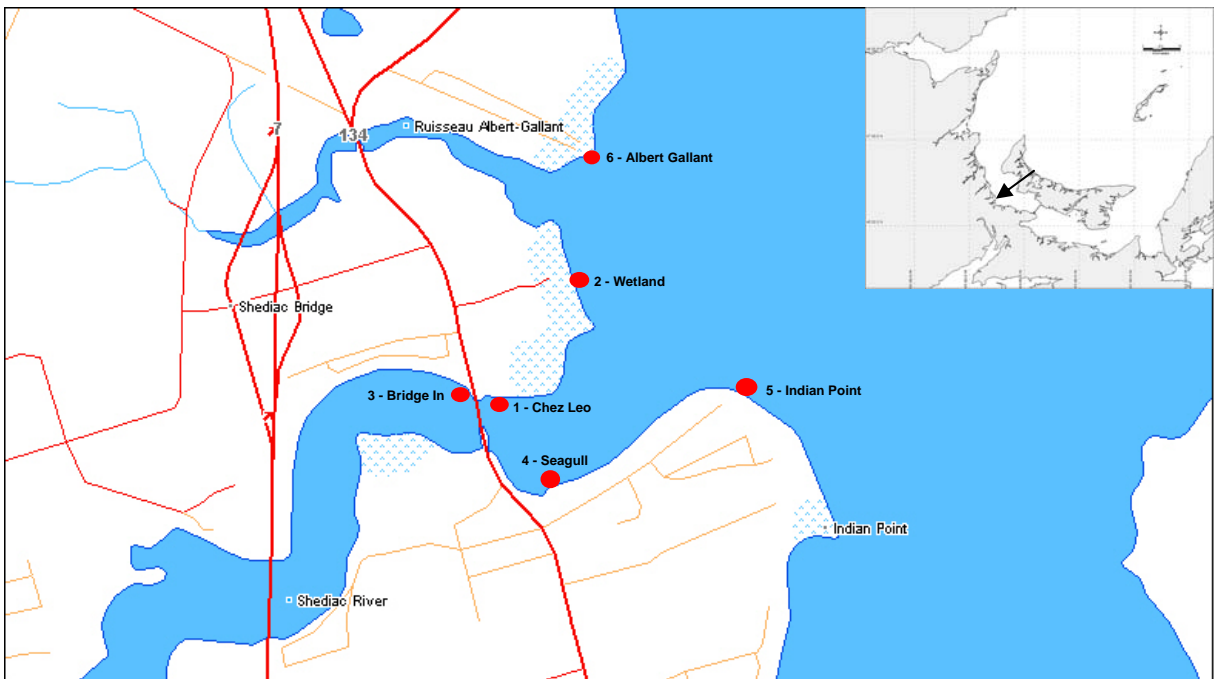 7
134
Ruisseau Albert-Gallant
6 - Albert Gallant
2 - Wetland
Shediac Bridge
3 - Bridge In
1 - Chez Leo
5 - Indian Point
4 - Seagull
Indian Point
Shediac River